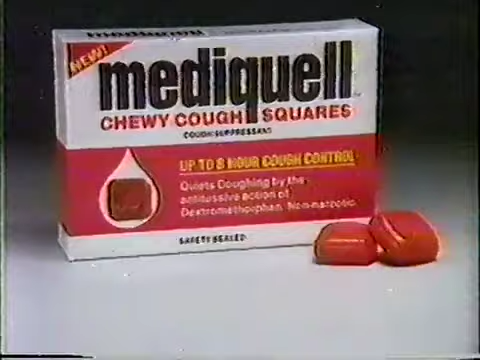 NEW!
mediquell
mediquell
CHEWY COUGH SQUARES
COUGH SUPPRESSANT
UP TO 8 HOUR COUGH CONTROL
Quiets Coughing by the
antitussive action of
Dextromethorphan. Non-narcotic.
SAFETY SEALED